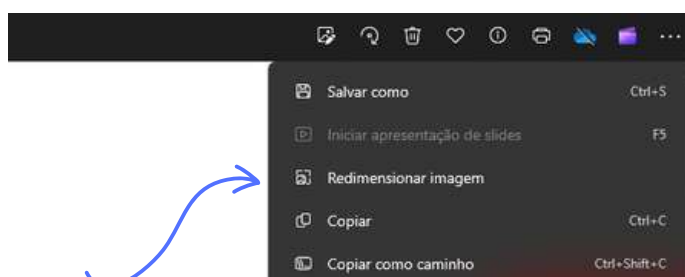 Salvar como Ctrl+S
Iniciar apresentação de slides F5
Redimensionar imagem
Copiar Ctrl+C
Copiar como caminho Ctrl+Shift+C